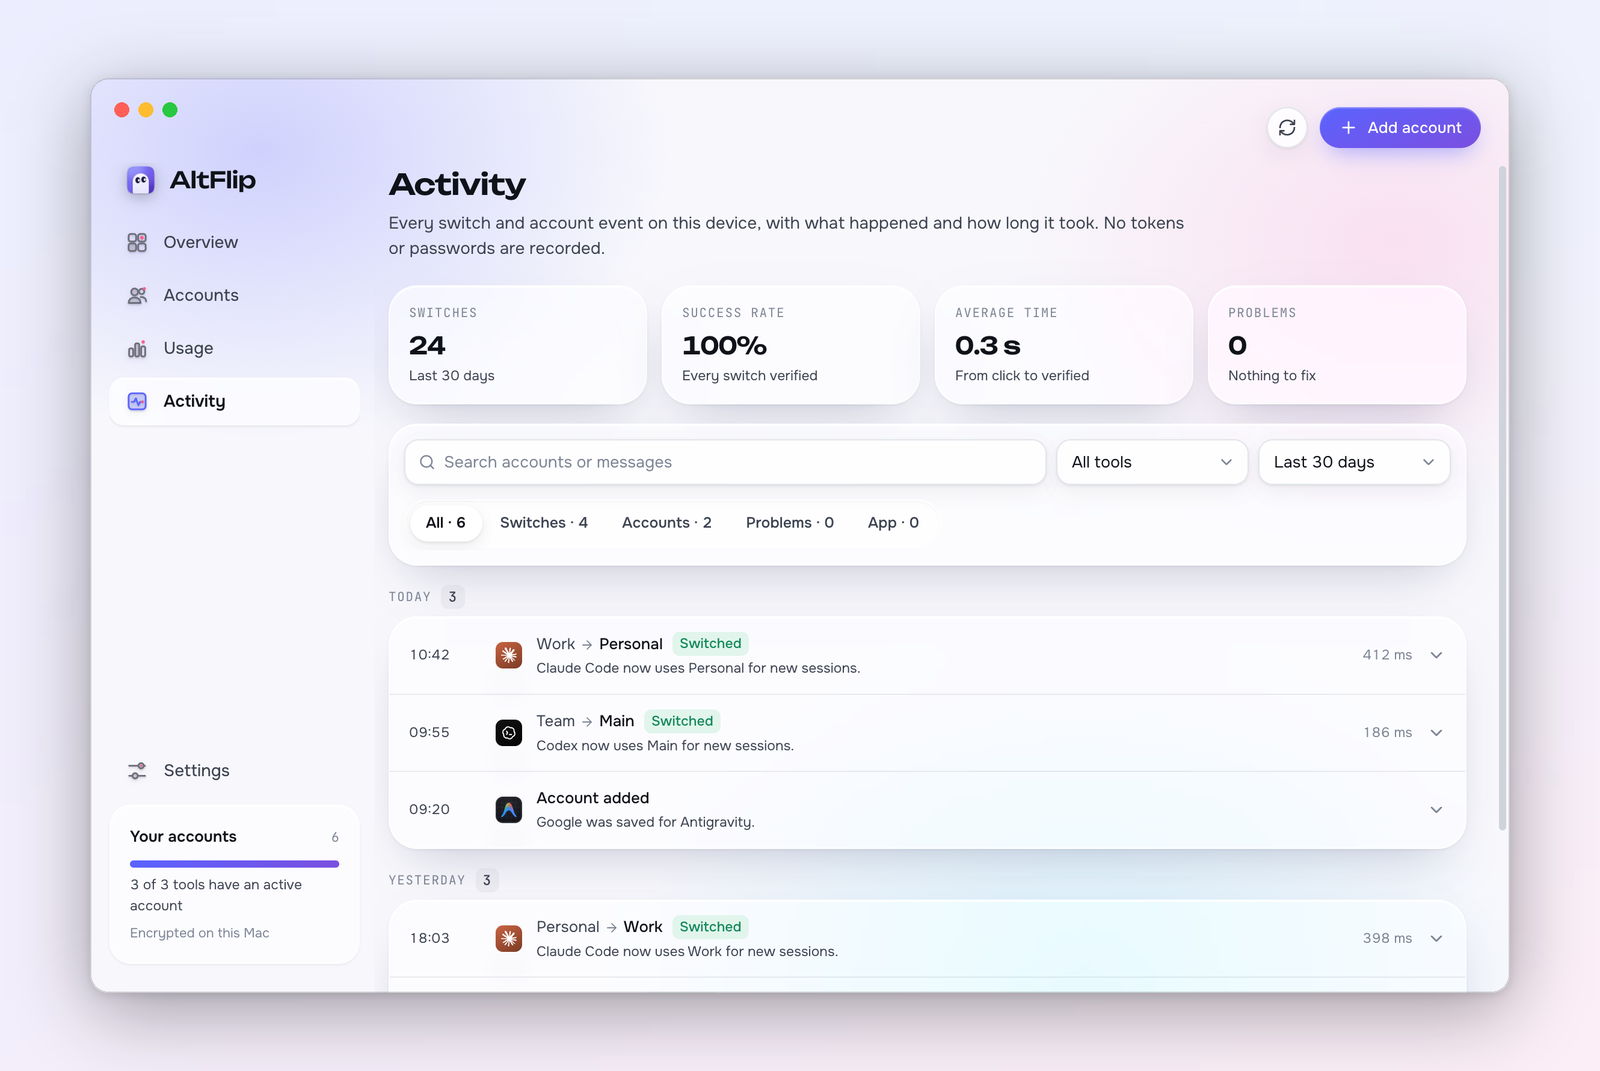 Add account
AltFlip
Overview
Accounts
Usage
Activity
Settings
Your accounts 6
3 of 3 tools have an active
account
Encrypted on this Mac
Activity
Every switch and account event on this device, with what happened and how long it took. No tokens
or passwords are recorded.
SWITCHES
24
Last 30 days
SUCCESS RATE
100%
Every switch verified
AVERAGE TIME
0.3 s
From click to verified
PROBLEMS
0
Nothing to fix
Search accounts or messages
All tools
Last 30 days
All · 6 Switches · 4 Accounts · 2 Problems · 0 App · 0
TODAY 3
10:42 Work → Personal Switched 412 ms
Claude Code now uses Personal for new sessions.
09:55 Team → Main Switched 186 ms
Codex now uses Main for new sessions.
09:20 Account added
Google was saved for Antigravity.
YESTERDAY 3
18:03 Personal → Work Switched 398 ms
Claude Code now uses Work for new sessions.